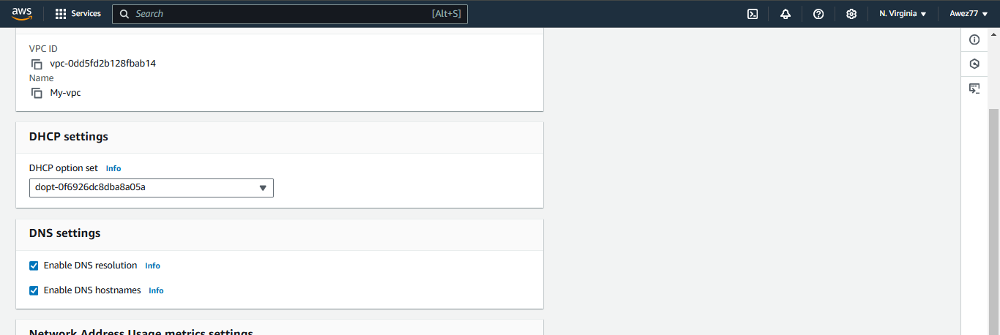 aws Services Search [Alt+S] N. Virginia Awez77
VPC ID
vpc-0dd5fd2b128fbab14
Name
My-vpc
DHCP settings
DHCP option set Info
dopt-0f6926dc8dba8a05a
DNS settings
Enable DNS resolution Info
Enable DNS hostnames Info
Network Address Usage metrics settings